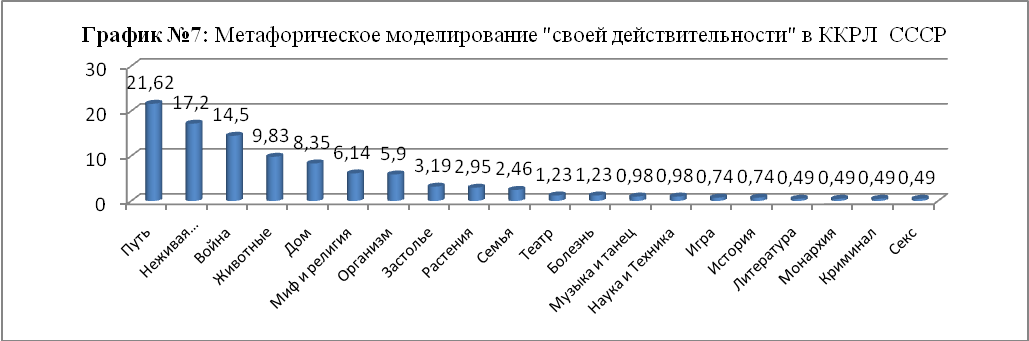 График №7: Метафорическое моделирование "своей действительности" в ККРЛ СССР
30
20
10
0
21,62
17,2
14,5
9,83
8,35
6,14
5,9
3,19
2,95
2,46
1,23
1,23
0,98
0,98
0,74
0,74
0,49
0,49
0,49
0,49
Путь
Неживая...
Война
Животные
Дом
Миф и религия
Организм
Застолье
Растения
Семья
Театр
Болезнь
Музыка и танец
Наука и Техника
Игра
История
Литература
Монархия
Криминал
Секс